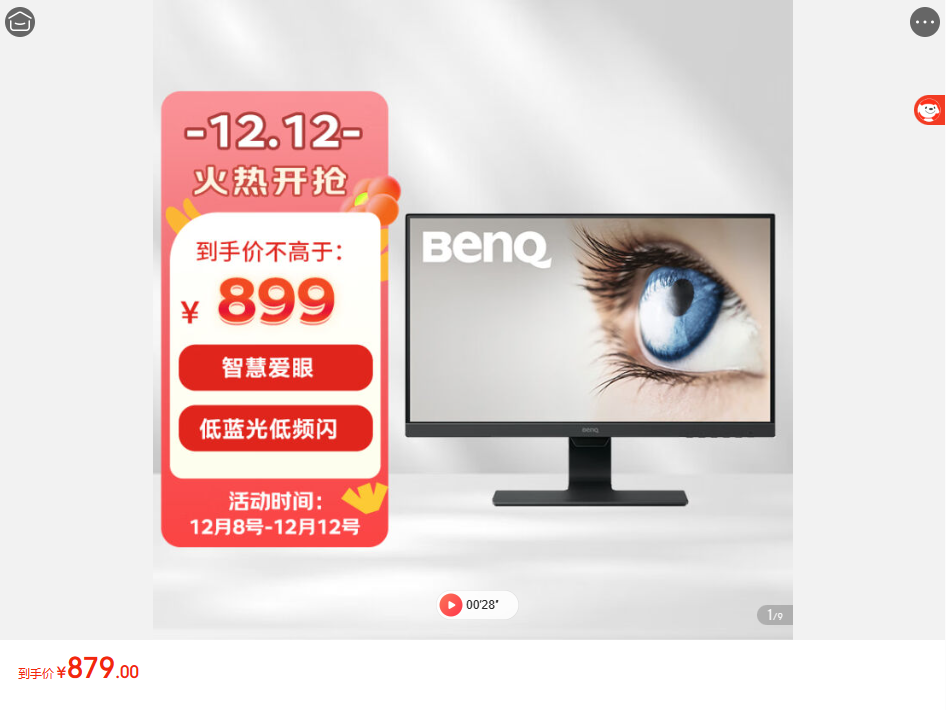 -12.12-
火热开抢
到手价不高于：
¥ 899
智慧爱眼
低蓝光低频闪
活动时间：
12月8号-12月12号
BenQ
BenQ
00'28"
1/9
到手价 ¥879.00